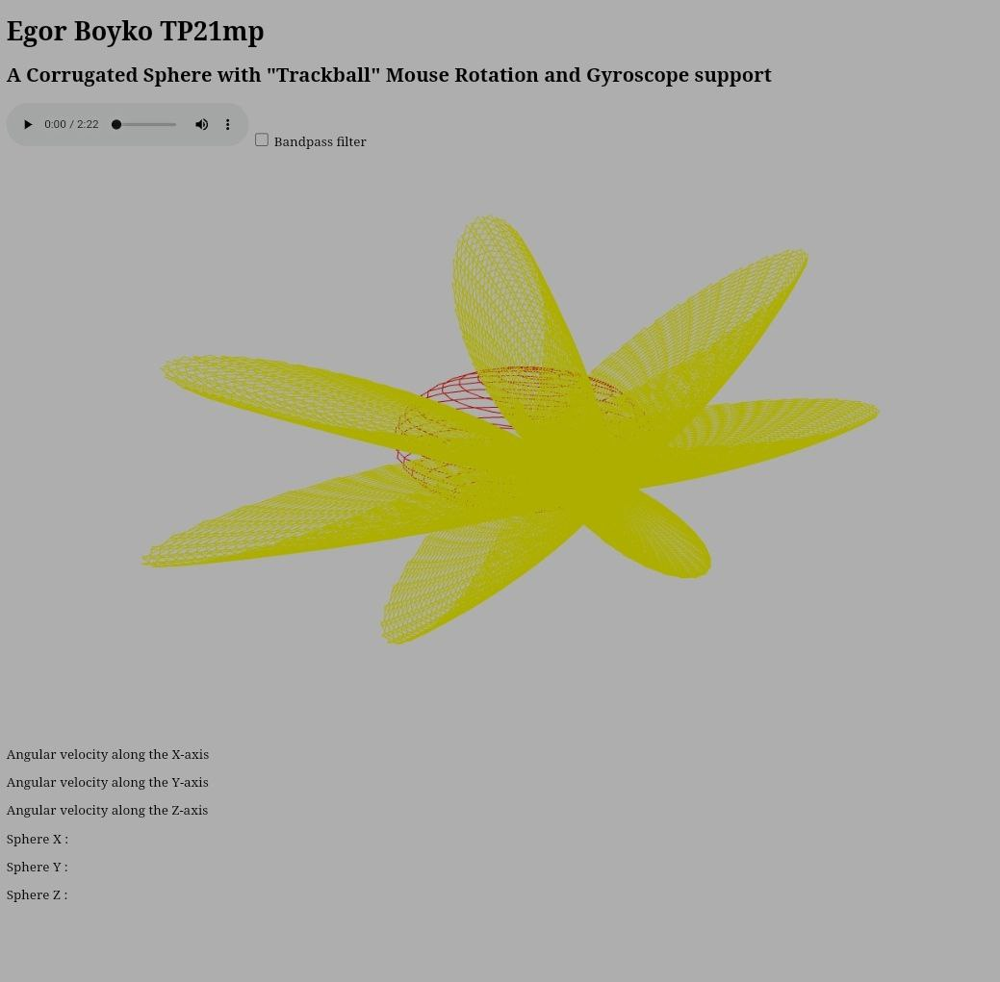 Egor Boyko TP21mp
A Corrugated Sphere with "Trackball" Mouse Rotation and Gyroscope support
0:00 / 2:22
Bandpass filter
Angular velocity along the X-axis
Angular velocity along the Y-axis
Angular velocity along the Z-axis
Sphere X :
Sphere Y :
Sphere Z :